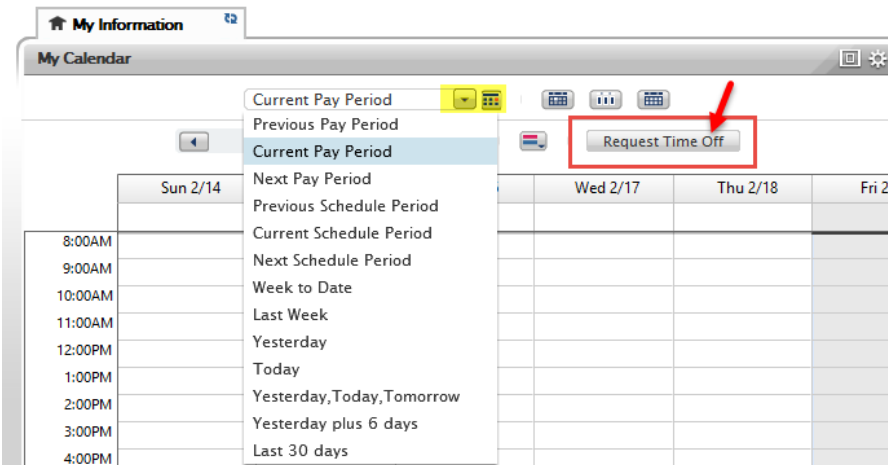 My Information
My Calendar
Current Pay Period
Previous Pay Period
Current Pay Period
Request Time Off
Next Pay Period
Sun 2/14
Wed 2/17
Thu 2/18
Fri 2
Previous Schedule Period
Current Schedule Period
Next Schedule Period
Week to Date
Last Week
Yesterday
Today
Yesterday,Today,Tomorrow
Yesterday plus 6 days
Last 30 days
8:00AM
9:00AM
10:00AM
11:00AM
12:00PM
1:00PM
2:00PM
3:00PM
4:00PM